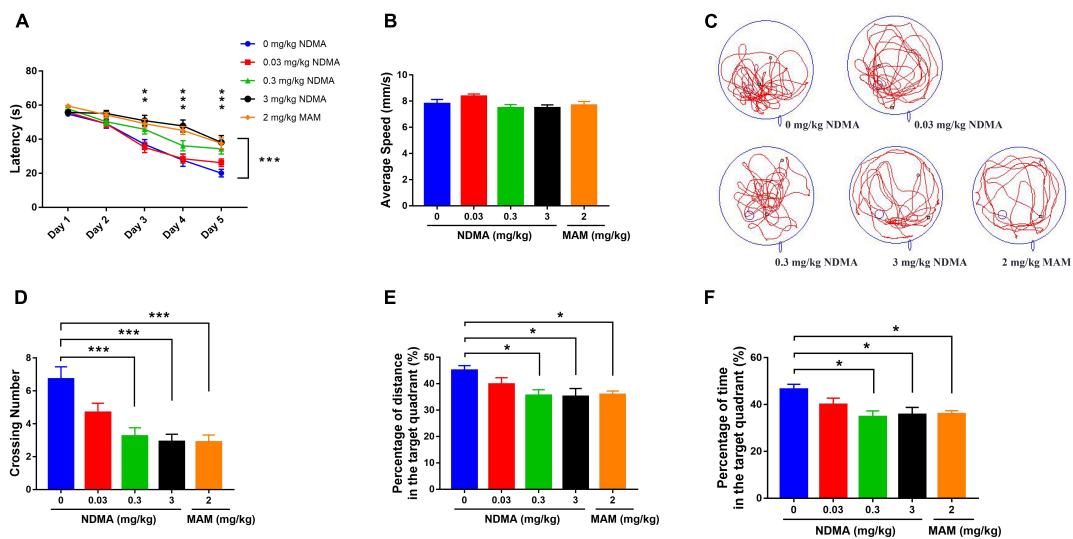 A
0 mg/kg NDMA
0.03 mg/kg NDMA
0.3 mg/kg NDMA
3 mg/kg NDMA
2 mg/kg MAM
Latency (s)
80
60
40
20
0
** *** ***
***
Day 1 Day 2 Day 3 Day 4 Day 5
B
Average Speed (mm/s)
10
8
6
4
2
0
0 0.03 0.3 3 2
NDMA (mg/kg) MAM (mg/kg)
C
0 mg/kg NDMA 0.03 mg/kg NDMA
0.3 mg/kg NDMA 3 mg/kg NDMA 2 mg/kg MAM
D
Crossing Number
8
6
4
2
0
***
***
***
0 0.03 0.3 3 2
NDMA (mg/kg) MAM (mg/kg)
E
Percentage of distance
in the target quadrant (%)
50
40
30
20
10
0
*
*
*
0 0.03 0.3 3 2
NDMA (mg/kg) MAM (mg/kg)
F
Percentage of time
in the target quadrant (%)
60
40
20
0
*
*
*
0 0.03 0.3 3 2
NDMA (mg/kg) MAM (mg/kg)